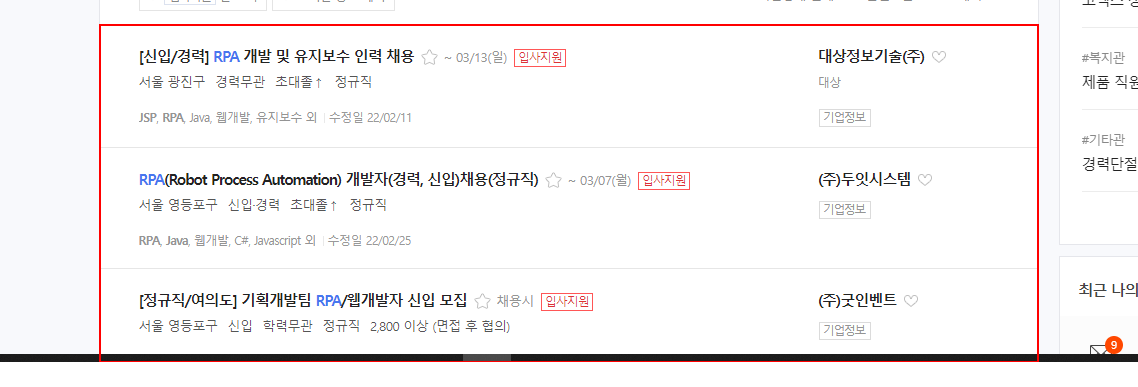 [신입/경력] RPA 개발 및 유지보수 인력 채용 ~ 03/13(일) 입사지원
대상정보기술(주)
서울 광진구 경력무관 초대졸↑ 정규직
대상
JSP, RPA, Java, 웹개발, 유지보수 외 | 수정일 22/02/11
기업정보
RPA(Robot Process Automation) 개발자(경력, 신입)채용(정규직) ~ 03/07(월) 입사지원
(주)두잇시스템
서울 영등포구 신입·경력 초대졸↑ 정규직
기업정보
RPA, Java, 웹개발, C#, Javascript 외 | 수정일 22/02/25
[정규직/여의도] 기획개발팀 RPA/웹개발자 신입 모집 채용시 입사지원
(주)굿인벤트
서울 영등포구 신입 학력무관 정규직 2,800 이상 (면접 후 협의)
기업정보
#복지관
제품 직원
#기타관
경력단절
최근 나의
9